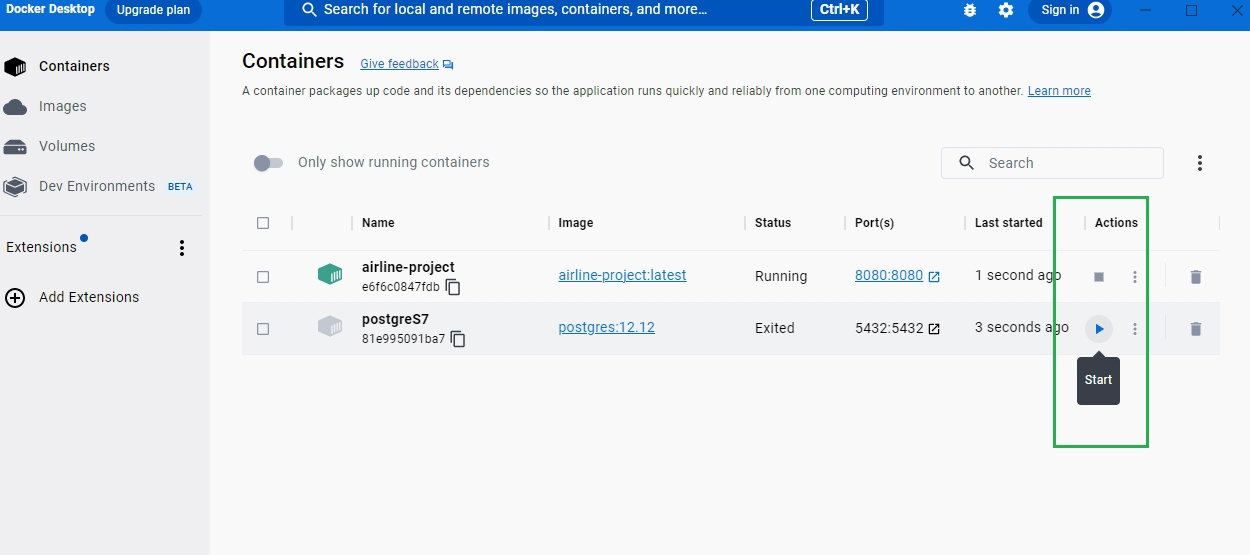 Docker Desktop Upgrade plan Search for local and remote images, containers, and more... Ctrl+K Sign in
Containers
Images
Volumes
Dev Environments BETA
Extensions
Add Extensions
Containers Give feedback
A container packages up code and its dependencies so the application runs quickly and reliably from one computing environment to another. Learn more
Only show running containers Search
Name Image Status Port(s) Last started Actions
airline-project airline-project:latest Running 8080:8080 1 second ago
e6f6c0847fdb
postgreS7 postgres:12.12 Exited 5432:5432 3 seconds ago
81e995091ba7
Start